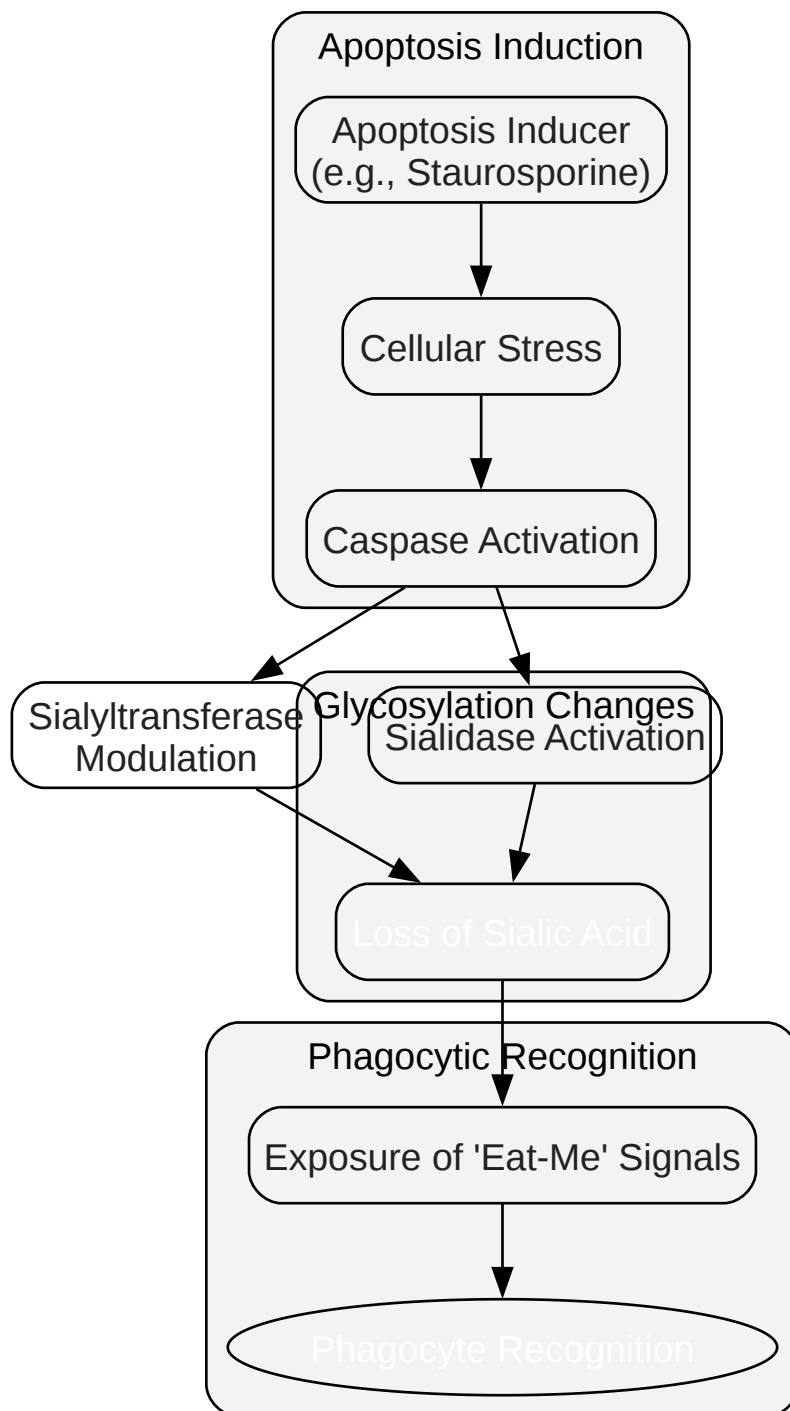 Apoptosis Induction
Apoptosis Inducer
(e.g., Staurosporine)
Cellular Stress
Caspase Activation
Sialyltransferase
Modulation
Glycosylation Changes
Sialidase Activation
Loss of Sialic Acid
Phagocytic Recognition
Exposure of 'Eat-Me' Signals
Phagocyte Recognition